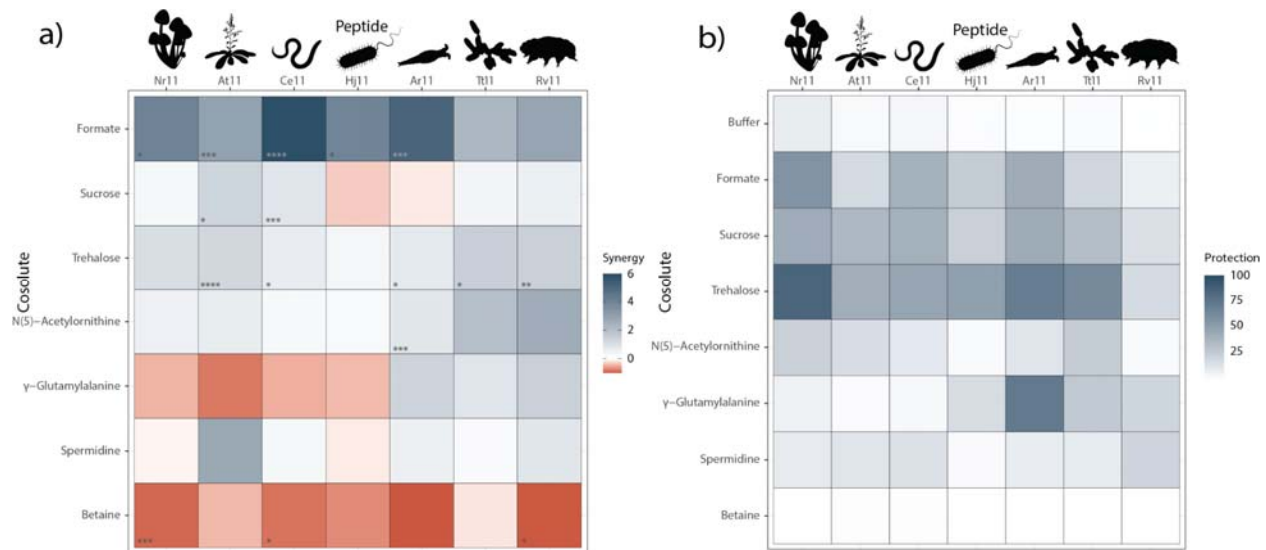 a)
Peptide
Nr11 At11 Ce11 Hj11 Ar11 Tt11 Rv11
Cosolute
Formate
* *** **** * ***
Sucrose
* ***
Trehalose
**** * * * **
N(5)−Acetylornithine
***
γ−Glutamylalanine
Spermidine
Betaine
*** * *
Synergy
6
4
2
0
b)
Peptide
Nr11 At11 Ce11 Hj11 Ar11 Tt11 Rv11
Cosolute
Buffer
Formate
Sucrose
Trehalose
N(5)−Acetylornithine
γ−Glutamylalanine
Spermidine
Betaine
Protection
100
75
50
25